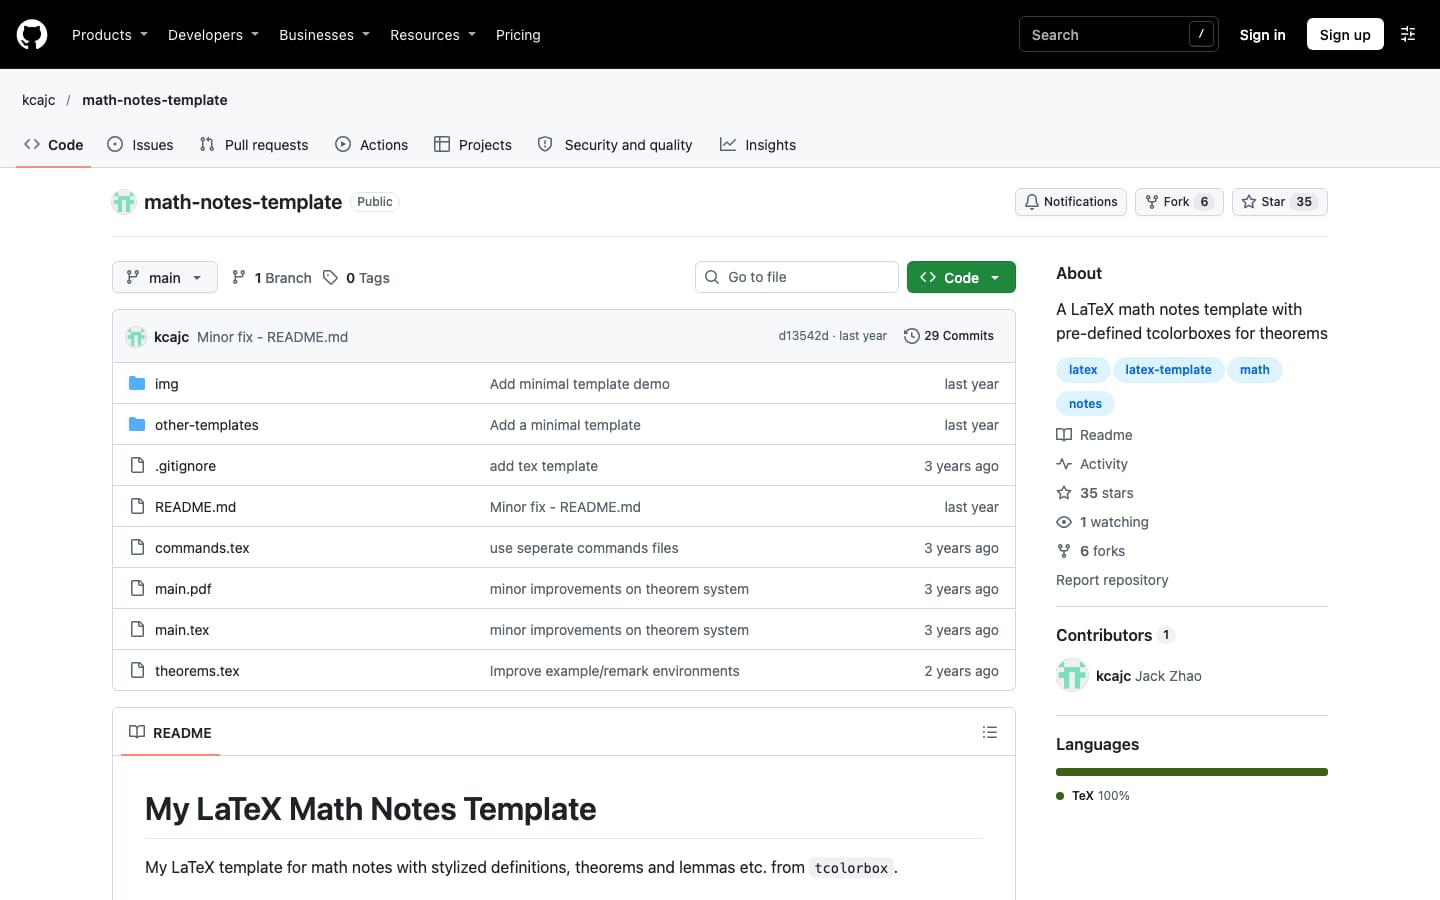 Products Developers Businesses Resources Pricing Search / Sign in Sign up
kcajc / math-notes-template
Code Issues Pull requests Actions Projects Security and quality Insights
math-notes-template Public Notifications Fork 6 Star 35
main 1 Branch 0 Tags Go to file Code
kcajc Minor fix - README.md d13542d · last year 29 Commits
img Add minimal template demo last year
other-templates Add a minimal template last year
.gitignore add tex template 3 years ago
README.md Minor fix - README.md last year
commands.tex use seperate commands files 3 years ago
main.pdf minor improvements on theorem system 3 years ago
main.tex minor improvements on theorem system 3 years ago
theorems.tex Improve example/remark environments 2 years ago
README
My LaTeX Math Notes Template
My LaTeX template for math notes with stylized definitions, theorems and lemmas etc. from tcolorbox.
About
A LaTeX math notes template with
pre-defined tcolorboxes for theorems
latex latex-template math
notes
Readme
Activity
35 stars
1 watching
6 forks
Report repository
Contributors 1
kcajc Jack Zhao
Languages
TeX 100%